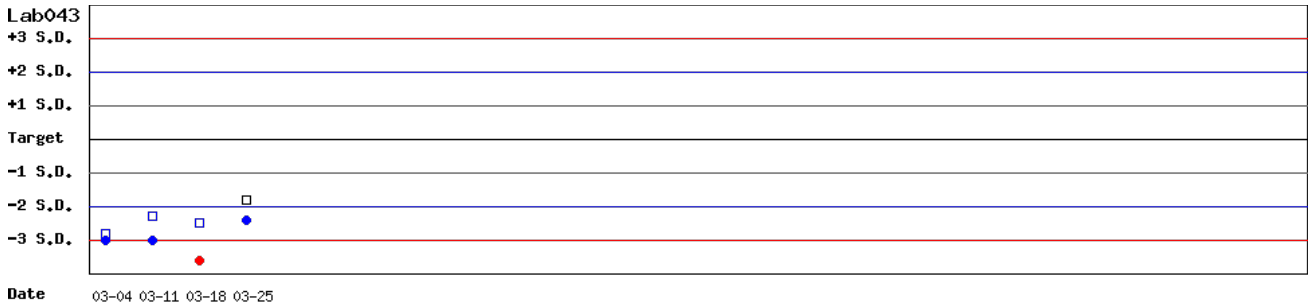 Lab043
+3 S.D.
+2 S.D.
+1 S.D.
Target
-1 S.D.
-2 S.D.
-3 S.D.
Date 03-04 03-11 03-18 03-25